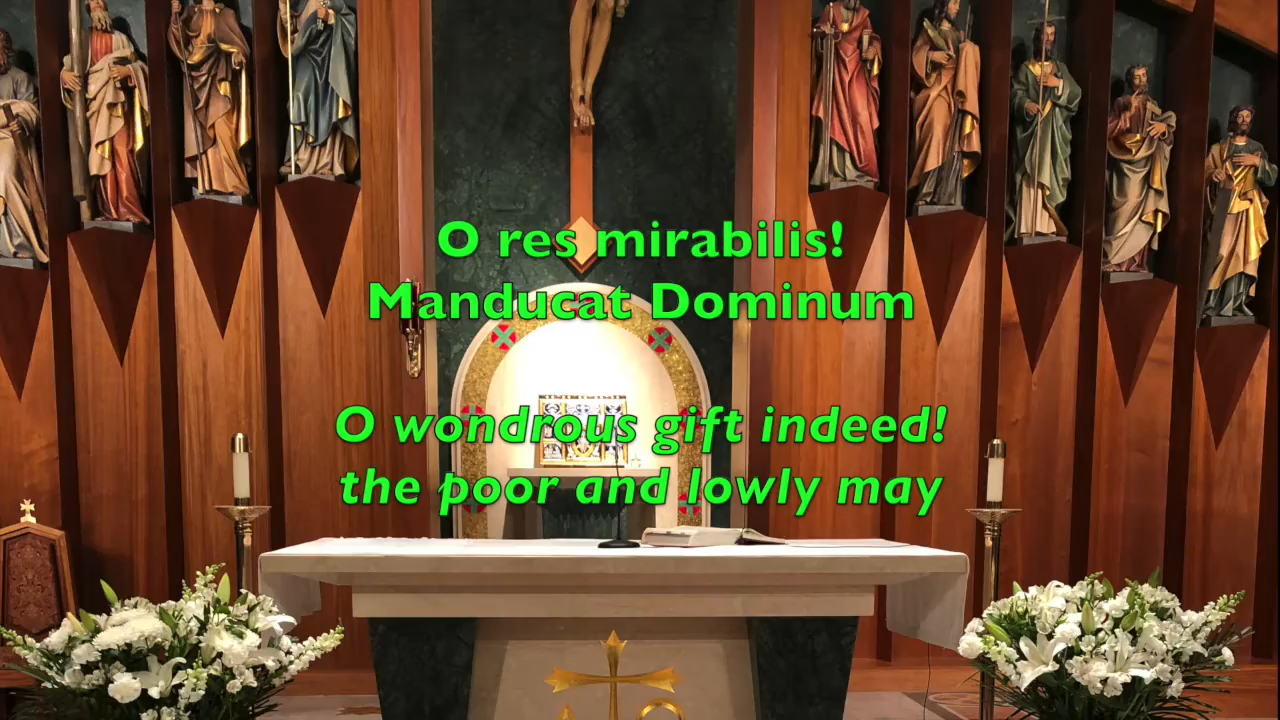 O res mirabilis!
Manducat Dominum
O wondrous gift indeed!
the poor and lowly may